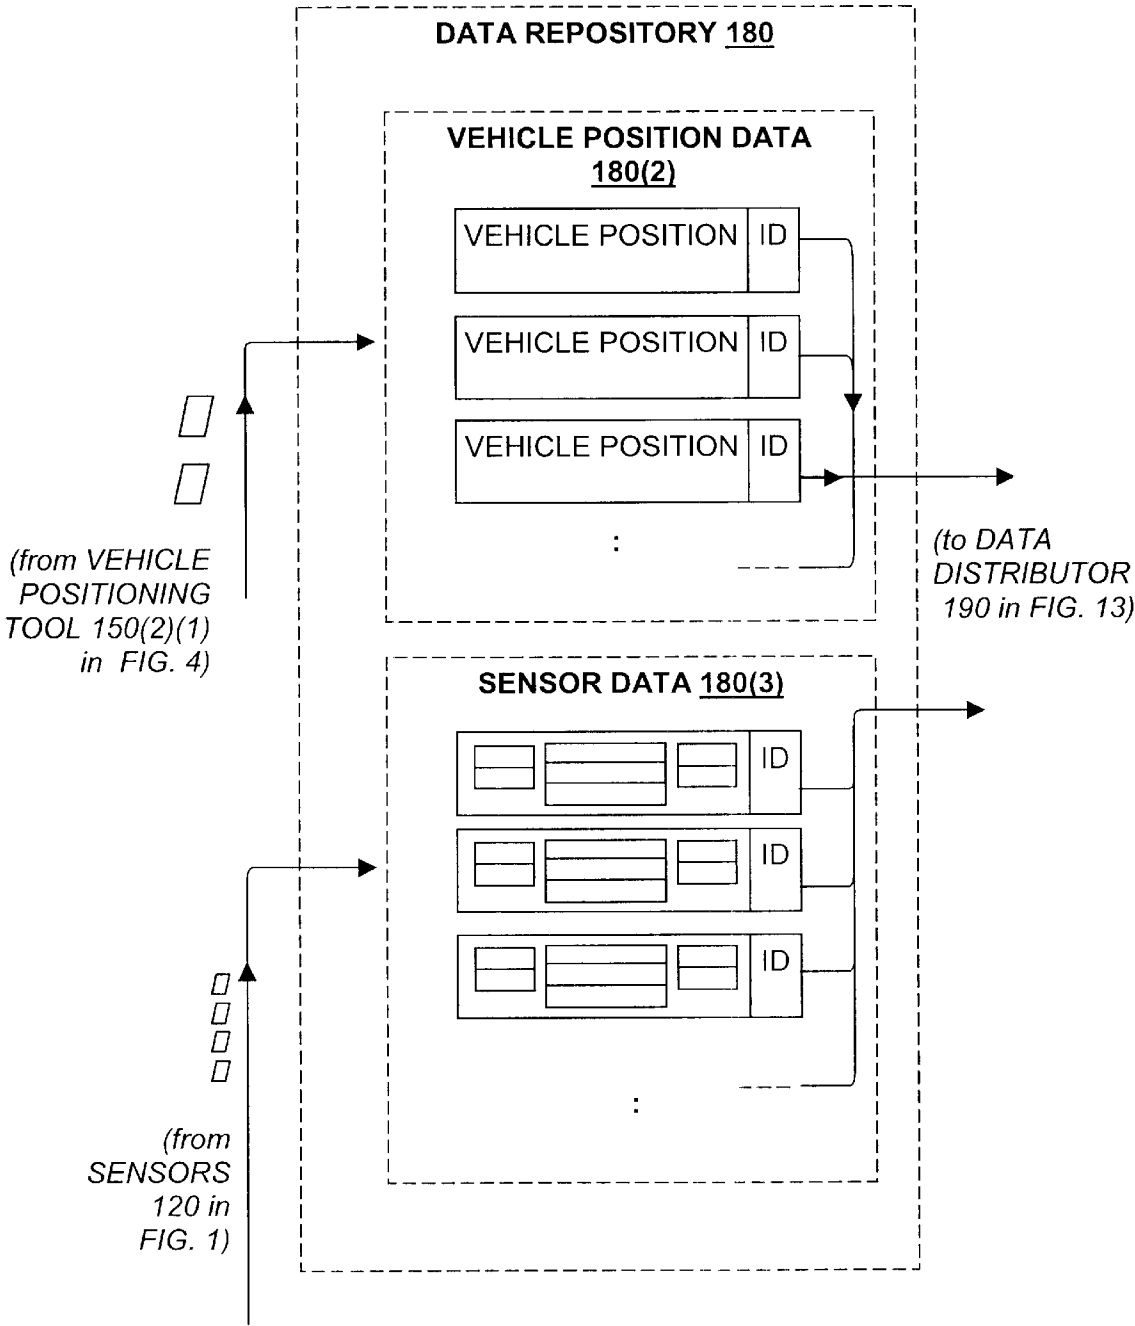 DATA REPOSITORY 180
VEHICLE POSITION DATA
180(2)
VEHICLE POSITION ID
VEHICLE POSITION ID
VEHICLE POSITION ID
:
(from VEHICLE
POSITIONING
TOOL 150(2)(1)
in FIG. 4)
(to DATA
DISTRIBUTOR
190 in FIG. 13)
SENSOR DATA 180(3)
ID
ID
ID
:
(from
SENSORS
120 in
FIG. 1)